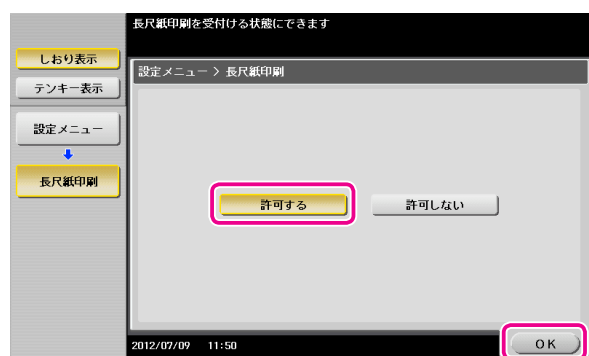 長尺紙印刷を受付ける状態にできます
しおり表示
テンキー表示
設定メニュー
長尺紙印刷
設定メニュー > 長尺紙印刷
許可する
許可しない
2012/07/09 11:50
OK